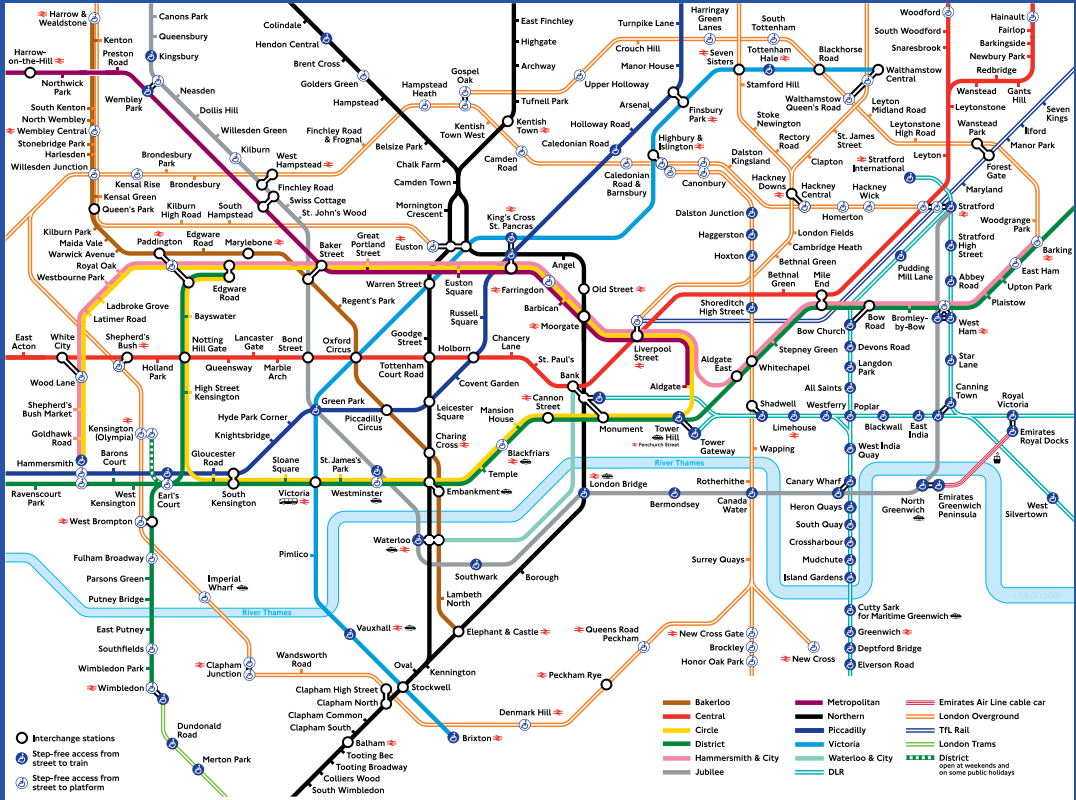 Harrow &
Wealdstone
Kenton
Harrow-
on-the-Hill
Preston
Road
Northwick
Park
South Kenton
North Wembley
Wembley Central
Stonebridge Park
Harlesden
Willesden Junction
Kensal Green
Queen's Park
Kilburn Park
Maida Vale
Warwick Avenue
Royal Oak
Westbourne Park
Ladbroke Grove
Latimer Road
Canons Park
Queensbury
Kingsbury
Wembley
Park
Neasden
Dollis Hill
Willesden Green
Kilburn
West
Hampstead
Finchley Road
Swiss Cottage
St. John's Wood
Brondesbury
Park
Kensal Rise
Brondesbury
Kilburn
High Road
South
Hampstead
Paddington
Edgware
Road
Marylebone
Edgware
Road
Baker
Street
Great
Portland
Street
Colindale
Hendon Central
Brent Cross
Golders Green
Hampstead
Finchley Road
& Frognal
Belsize Park
Chalk Farm
Camden Town
Mornington
Crescent
Euston
Hampstead
Heath
Gospel
Oak
Kentish
Town West
East Finchley
Highgate
Archway
Tufnell Park
Kentish
Town
Camden
Road
King's Cross
St. Pancras
Turnpike Lane
Harringay
Green
Lanes
Crouch Hill
Manor House
Upper Holloway
Arsenal
Holloway Road
Caledonian Road
Caledonian
Road &
Barnsbury
Finsbury
Park
Highbury &
Islington
Canonbury
South
Tottenham
Seven
Sisters
Tottenham
Hale
Blackhorse
Road
Stamford Hill
Stoke
Newington
Rectory
Road
Clapton
St. James
Street
Walthamstow
Central
Walthamstow
Queen's Road
Leyton
Midland Road
Leytonstone
High Road
Dalston
Kingsland
Hackney
Downs
Hackney
Central
Hackney
Wick
Homerton
London Fields
Cambridge Heath
Bethnal Green
Dalston Junction
Haggerston
Hoxton
Shoreditch
High Street
Woodford
South Woodford
Snaresbrook
Hainault
Fairlop
Barkingside
Newbury Park
Redbridge
Wanstead
Gants
Hill
Leytonstone
Wanstead
Park
Leyton
Forest
Gate
Maryland
Seven
Kings
Ilford
Manor Park
Stratford
International
Stratford
Woodgrange
Park
Barking
East Ham
Upton Park
Plaistow
Stratford
High
Street
Abbey
Road
Pudding
Mill Lane
West
Ham
Star
Lane
Canning
Town
Bow Church
Bow
Road
Bromley-
by-Bow
Devons Road
Langdon
Park
All Saints
Bethnal
Green
Mile
End
Stepney Green
Whitechapel
Aldgate
East
Aldgate
Liverpool
Street
Moorgate
Old Street
Angel
Barbican
Farringdon
Euston
Square
Warren Street
Regent's Park
Russell
Square
Goodge
Street
Holborn
Chancery
Lane
St. Paul's
Bank
Covent Garden
Tottenham
Court Road
Oxford
Circus
Bond
Street
Marble
Arch
Lancaster
Gate
Queensway
Notting
Hill Gate
Bayswater
Holland
Park
Shepherd's
Bush
White
City
East
Acton
Wood Lane
Shepherd's
Bush Market
Goldhawk
Road
Hammersmith
Kensington
(Olympia)
High Street
Kensington
Barons
Court
Gloucester
Road
Ravenscourt
Park
West
Kensington
Earl's
Court
South
Kensington
Knightsbridge
Hyde Park Corner
Green Park
Piccadilly
Circus
Leicester
Square
Charing
Cross
Sloane
Square
Victoria
St. James's
Park
Westminster
Embankment
Temple
Blackfriars
Mansion
House
Cannon
Street
Monument
Tower
Hill
Fenchurch Street
Tower
Gateway
Shadwell
Limehouse
Westferry
Poplar
Blackwall
East
India
Royal
Victoria
Emirates
Royal Docks
Wapping
Rotherhithe
Canada
Water
Surrey Quays
West India
Quay
Canary Wharf
Heron Quays
South Quay
Crossharbour
Mudchute
Island Gardens
Cutty Sark
for Maritime Greenwich
Greenwich
Deptford Bridge
Elverson Road
North
Greenwich
Emirates
Greenwich
Peninsula
West
Silvertown
River Thames
London Bridge
Bermondsey
Waterloo
Southwark
Borough
Lambeth
North
Elephant & Castle
Kennington
Oval
Stockwell
Pimlico
Vauxhall
Brixton
West Brompton
Fulham Broadway
Parsons Green
Putney Bridge
East Putney
Southfields
Wimbledon Park
Wimbledon
Dundonald
Road
Merton Park
Imperial
Wharf
River Thames
Clapham
Junction
Wandsworth
Road
Clapham High Street
Clapham North
Clapham Common
Clapham South
Balham
Tooting Bec
Tooting Broadway
Colliers Wood
South Wimbledon
Denmark Hill
Peckham Rye
Queens Road
Peckham
New Cross Gate
Brockley
Honor Oak Park
New Cross
Interchange stations
Step-free access from
street to train
Step-free access from
street to platform
Bakerloo
Central
Circle
District
Hammersmith & City
Jubilee
Metropolitan
Northern
Piccadilly
Victoria
Waterloo & City
DLR
Emirates Air Line cable car
London Overground
TfL Rail
London Trams
District
open at weekends and
on some public holidays